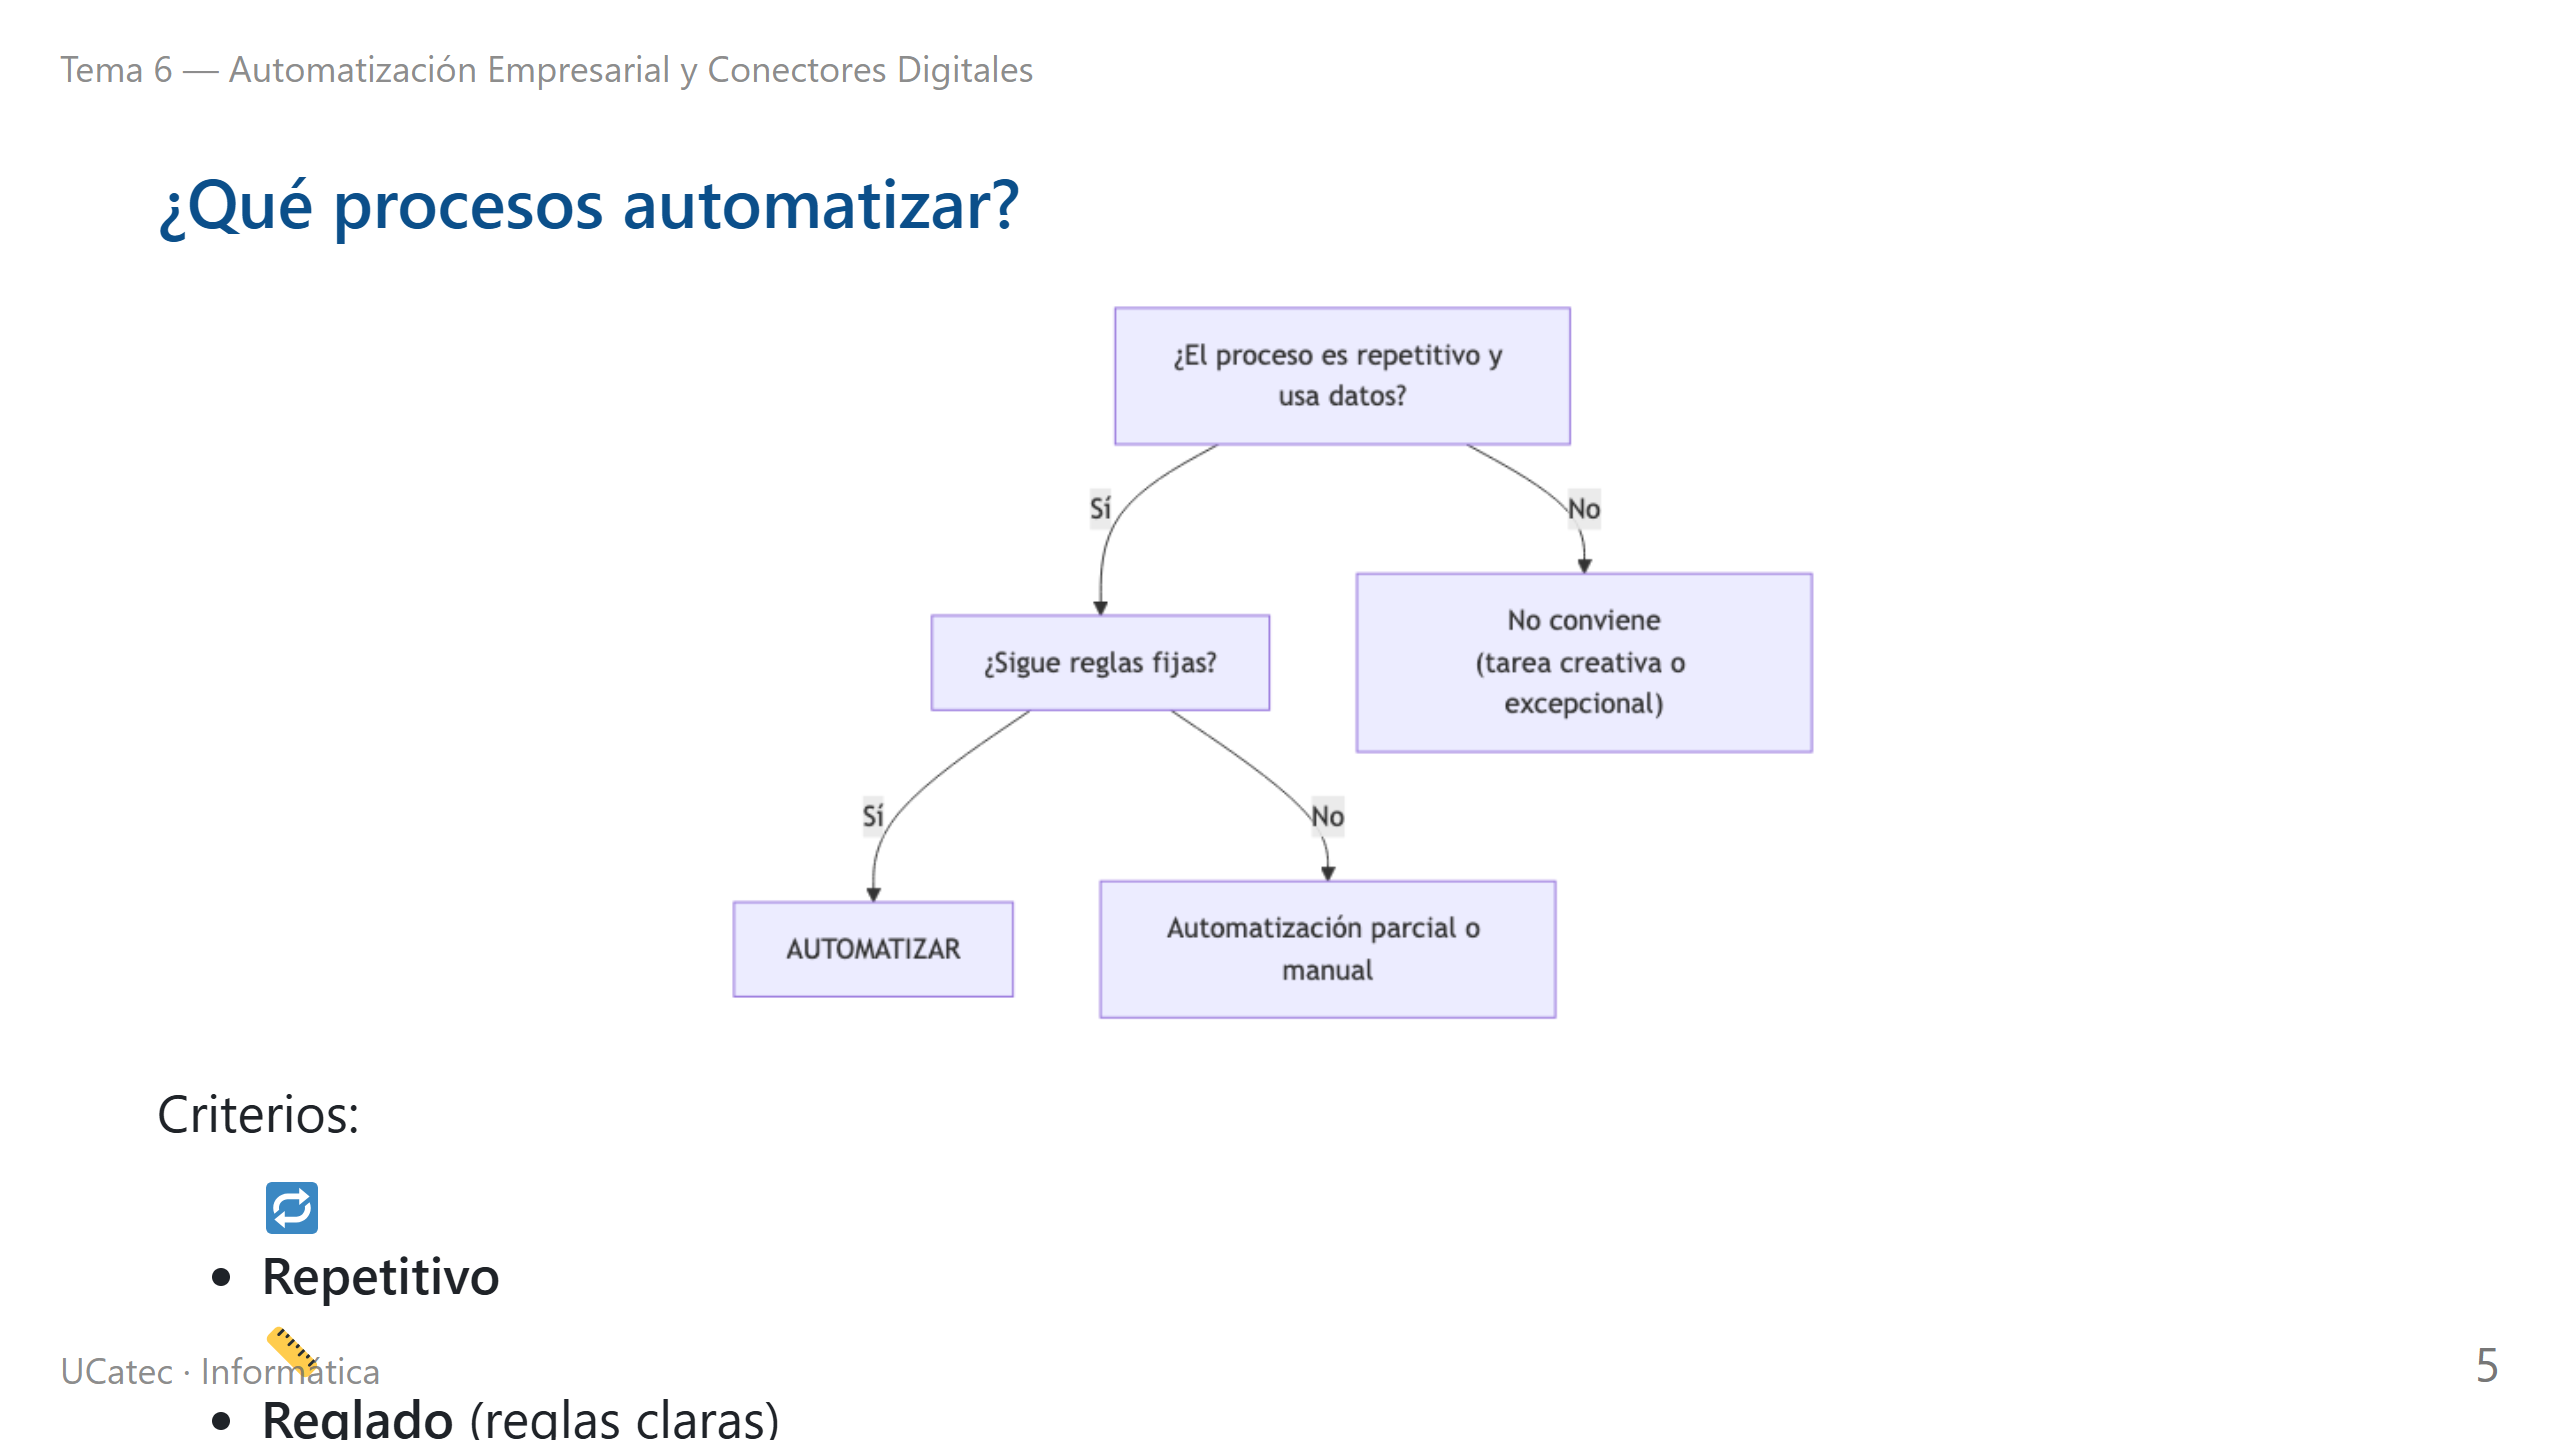 Tema 6 — Automatización Empresarial y Conectores Digitales
¿Qué procesos automatizar?
¿El proceso es repetitivo y
usa datos?
Sí
No
¿Sigue reglas fijas?
No conviene
(tarea creativa o
excepcional)
Sí
No
AUTOMATIZAR
Automatización parcial o
manual
Criterios:
• Repetitivo
UCatec · Informática
5
• Reglado (reglas claras)